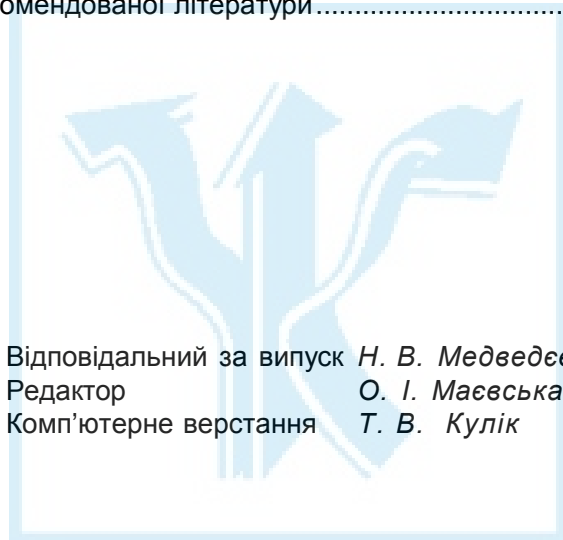 омендованої літератури...............................
Відповідальний за випуск Н. В. Медведє
Редактор О. І. Маєвська
Комп’ютерне верстання Т. В. Кулік